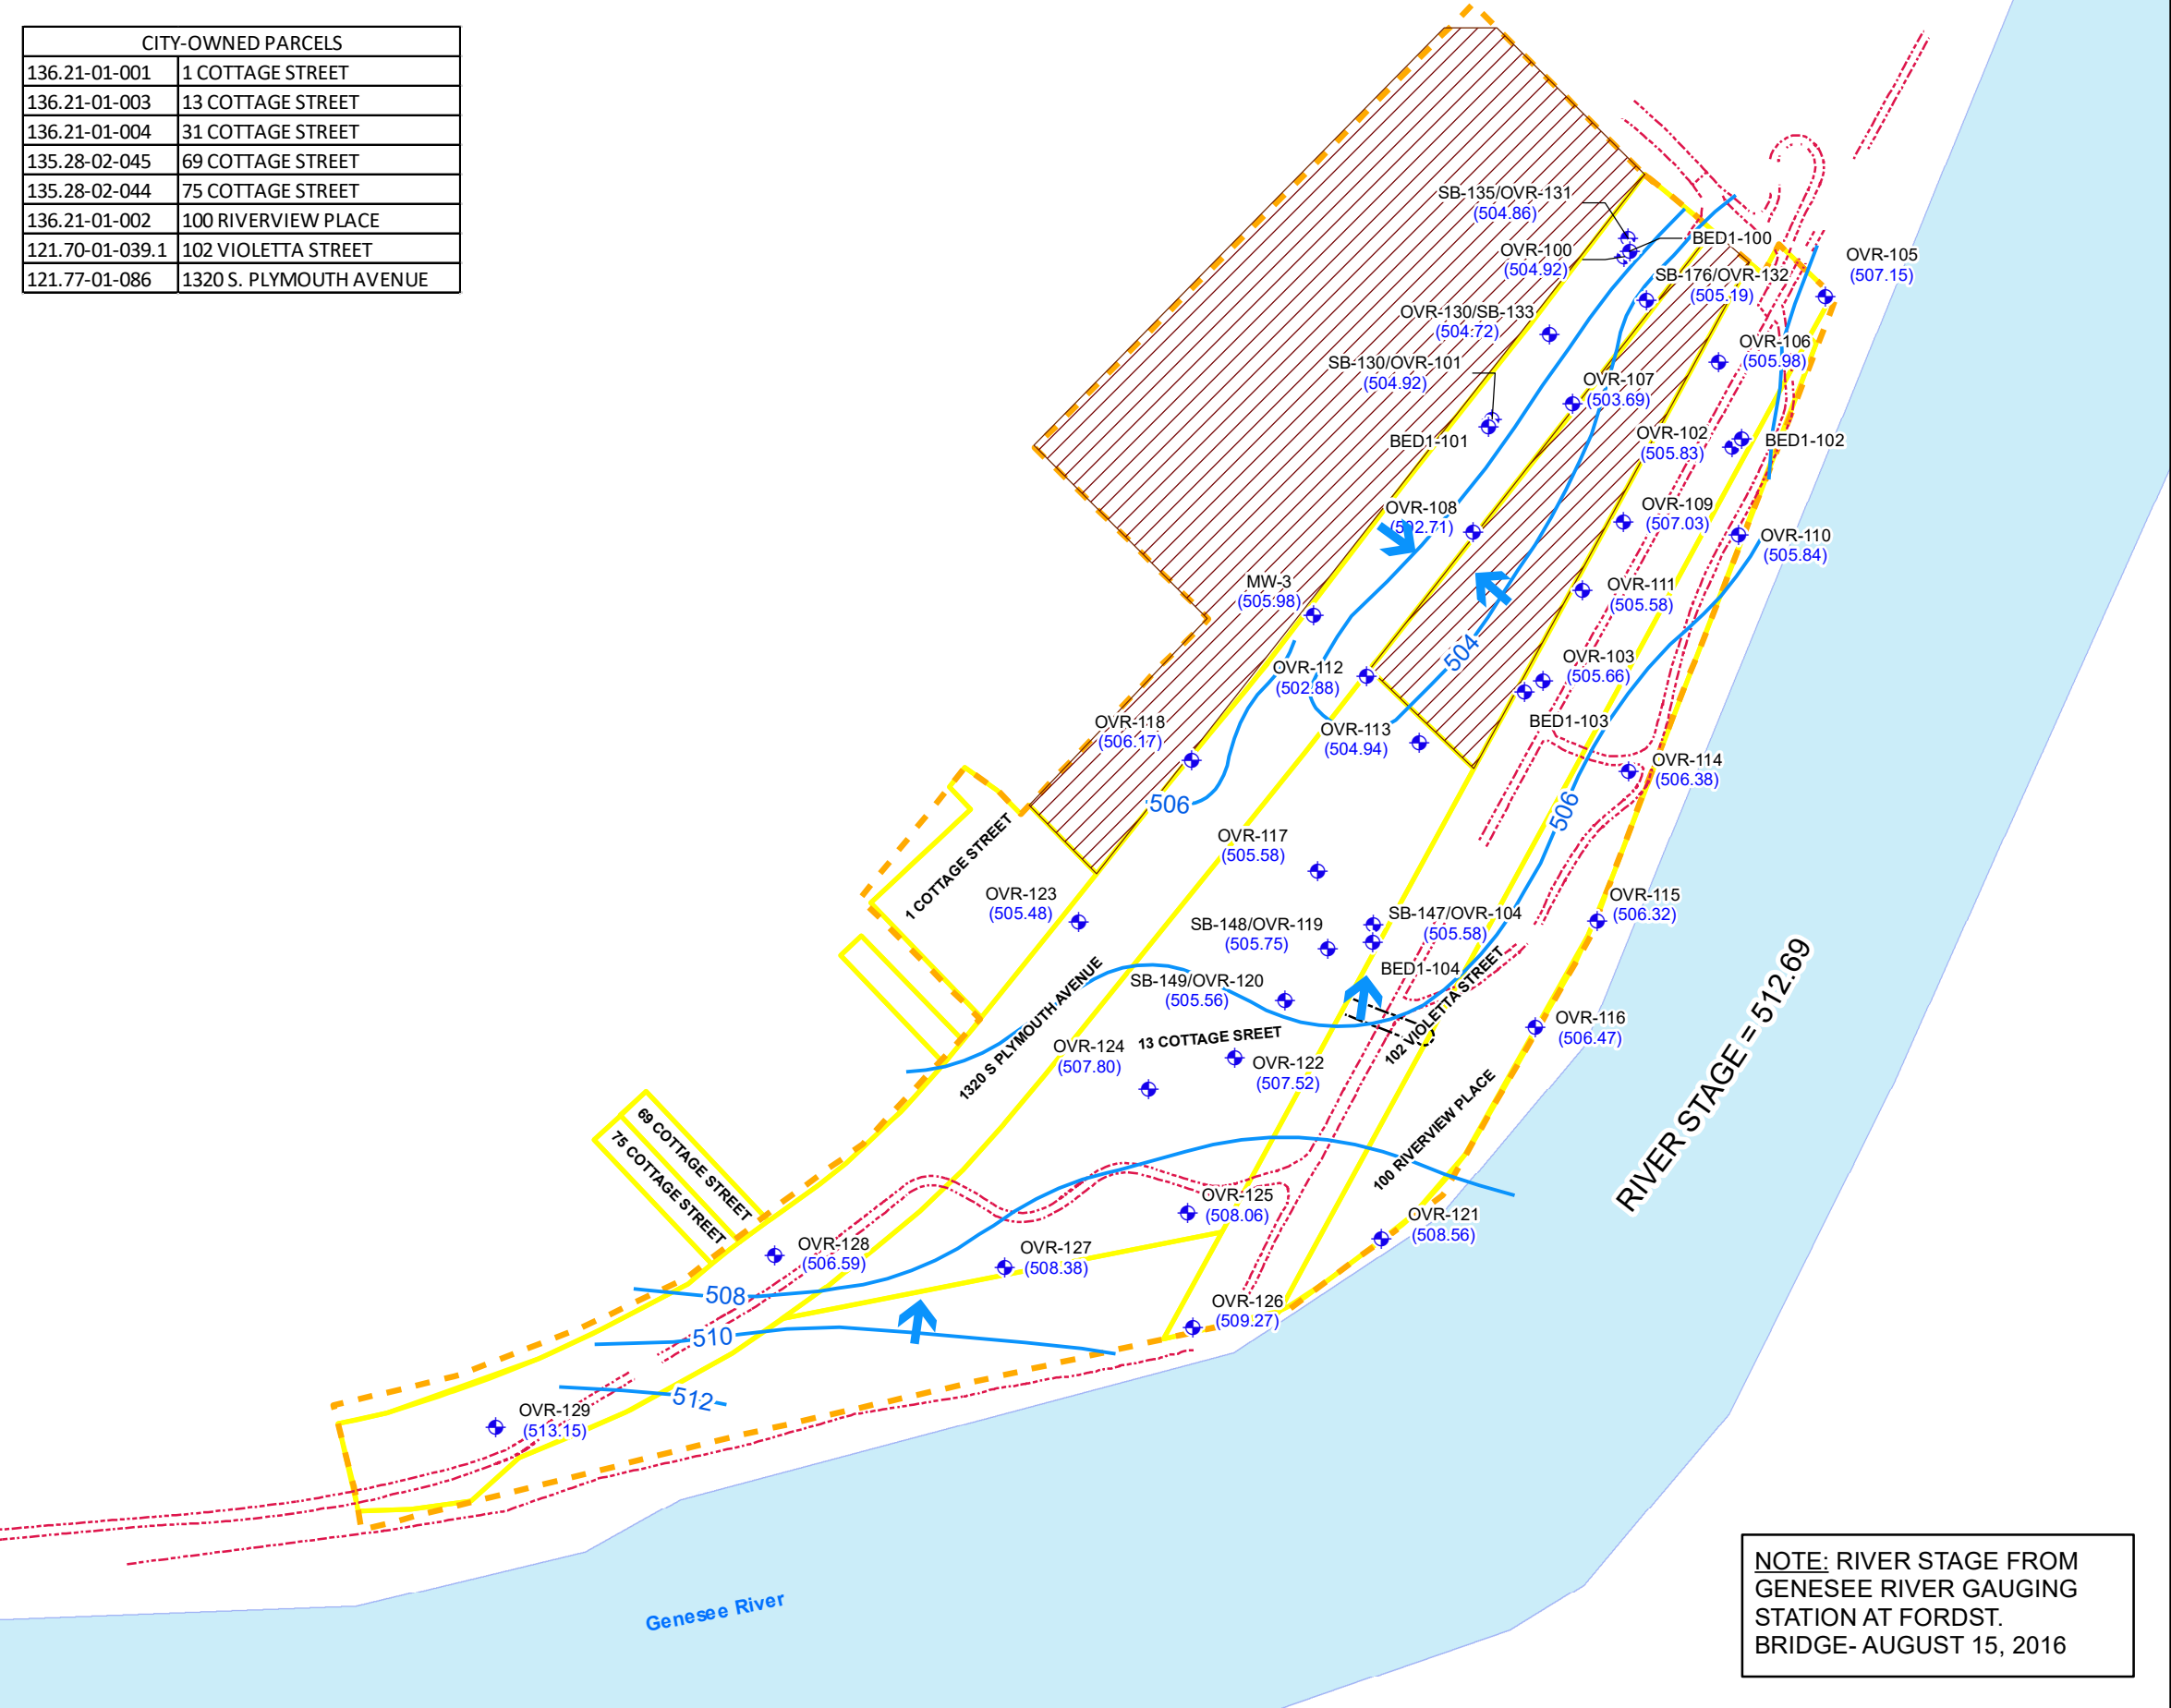 CITY-OWNED PARCELS
136.21-01-001 1 COTTAGE STREET
136.21-01-003 13 COTTAGE STREET
136.21-01-004 31 COTTAGE STREET
135.28-02-045 69 COTTAGE STREET
135.28-02-044 75 COTTAGE STREET
136.21-01-002 100 RIVERVIEW PLACE
121.70-01-039.1 102 VIOLETTA STREET
121.77-01-086 1320 S. PLYMOUTH AVENUE
SB-135/OVR-131
(504.86)
BED1-100
OVR-100
(504.92)
OVR-105
(507.15)
SB-176/OVR-132
(505.19)
OVR-130/SB-133
(504.72)
OVR-106
(505.98)
SB-130/OVR-101
(504.92)
OVR-107
(503.69)
BED1-101
OVR-102
(505.83)
BED1-102
OVR-108
(502.71)
OVR-109
(507.03)
OVR-110
(505.84)
MW-3
(505.98)
OVR-111
(505.58)
504
OVR-112
(502.88)
OVR-103
(505.66)
BED1-103
OVR-118
(506.17)
OVR-113
(504.94)
OVR-114
(506.38)
506
506
1 COTTAGE STREET
OVR-117
(505.58)
OVR-123
(505.48)
OVR-115
(506.32)
SB-148/OVR-119
(505.75)
SB-147/OVR-104
(505.58)
BED1-104
SB-149/OVR-120
(505.56)
102 VIOLETTA STREET
1320 S PLYMOUTH AVENUE
13 COTTAGE SREET
OVR-116
(506.47)
RIVER STAGE = 512.69
OVR-124
(507.80)
OVR-122
(507.52)
100 RIVERVIEW PLACE
69 COTTAGE STREET
75 COTTAGE STREET
OVR-125
(508.06)
OVR-121
(508.56)
OVR-128
(506.59)
OVR-127
(508.38)
508
OVR-126
(509.27)
510
512
OVR-129
(513.15)
Genesee River
NOTE: RIVER STAGE FROM
GENESEE RIVER GAUGING
STATION AT FORDST.
BRIDGE- AUGUST 15, 2016